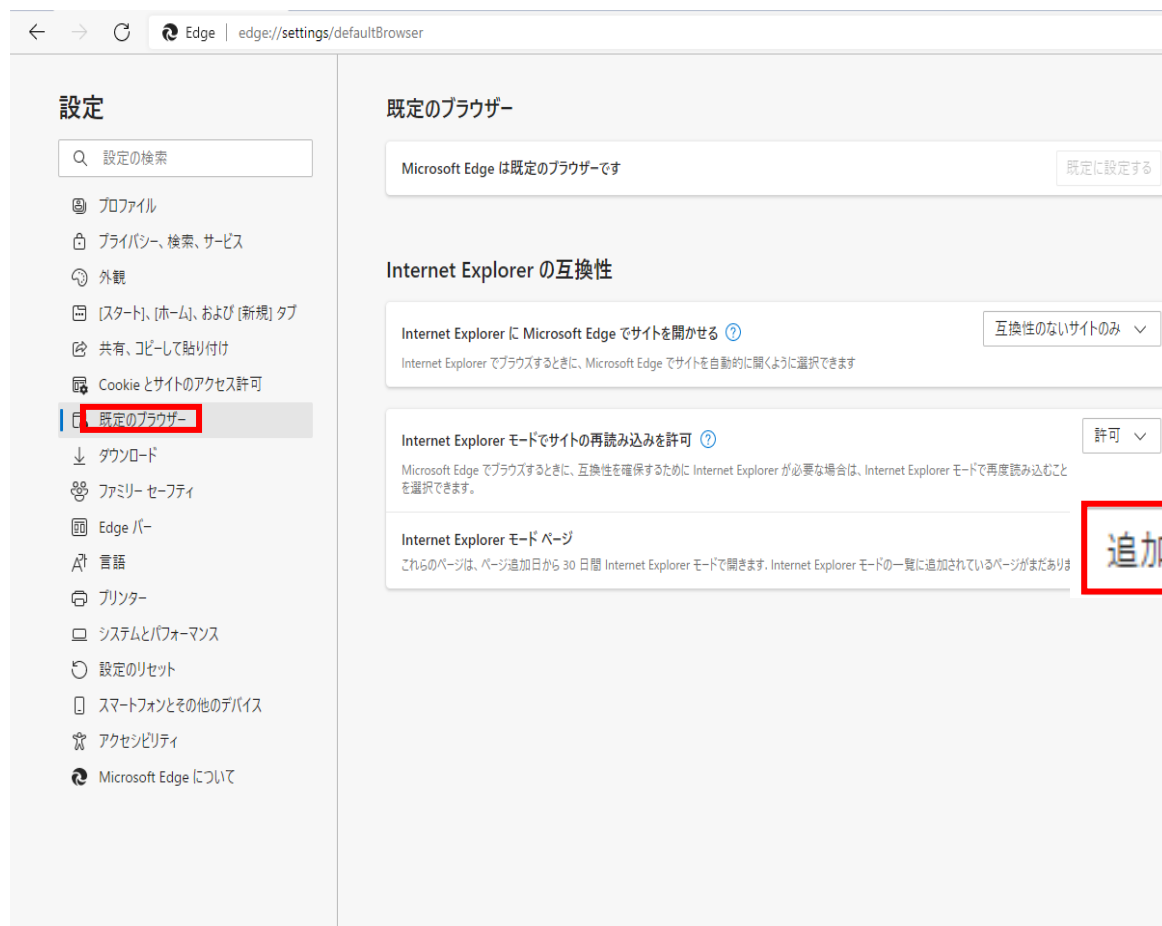 Edge edge://settings/defaultBrowser
設定
設定の検索
プロファイル
プライバシー、検索、サービス
外観
[スタート]、[ホーム]、および [新規] タブ
共有、コピーして貼り付け
Cookie とサイトのアクセス許可
既定のブラウザー
ダウンロード
ファミリー セーフティ
Edge バー
言語
プリンター
システムとパフォーマンス
設定のリセット
スマートフォンとその他のデバイス
アクセシビリティ
Microsoft Edge について
既定のブラウザー
Microsoft Edge は既定のブラウザーです
既定に設定する
Internet Explorer の互換性
Internet Explorer に Microsoft Edge でサイトを開かせる
互換性のないサイトのみ
Internet Explorer でブラウズするときに、Microsoft Edge でサイトを自動的に開くように選択できます
Internet Explorer モードでサイトの再読み込みを許可
許可
Microsoft Edge でブラウズするときに、互換性を確保するために Internet Explorer が必要な場合は、Internet Explorer モードで再度読み込むこと
を選択できます。
Internet Explorer モード ページ
追加
これらのページは、ページ追加日から 30 日間 Internet Explorer モードで開きます. Internet Explorer モードの一覧に追加されているページがまだありま